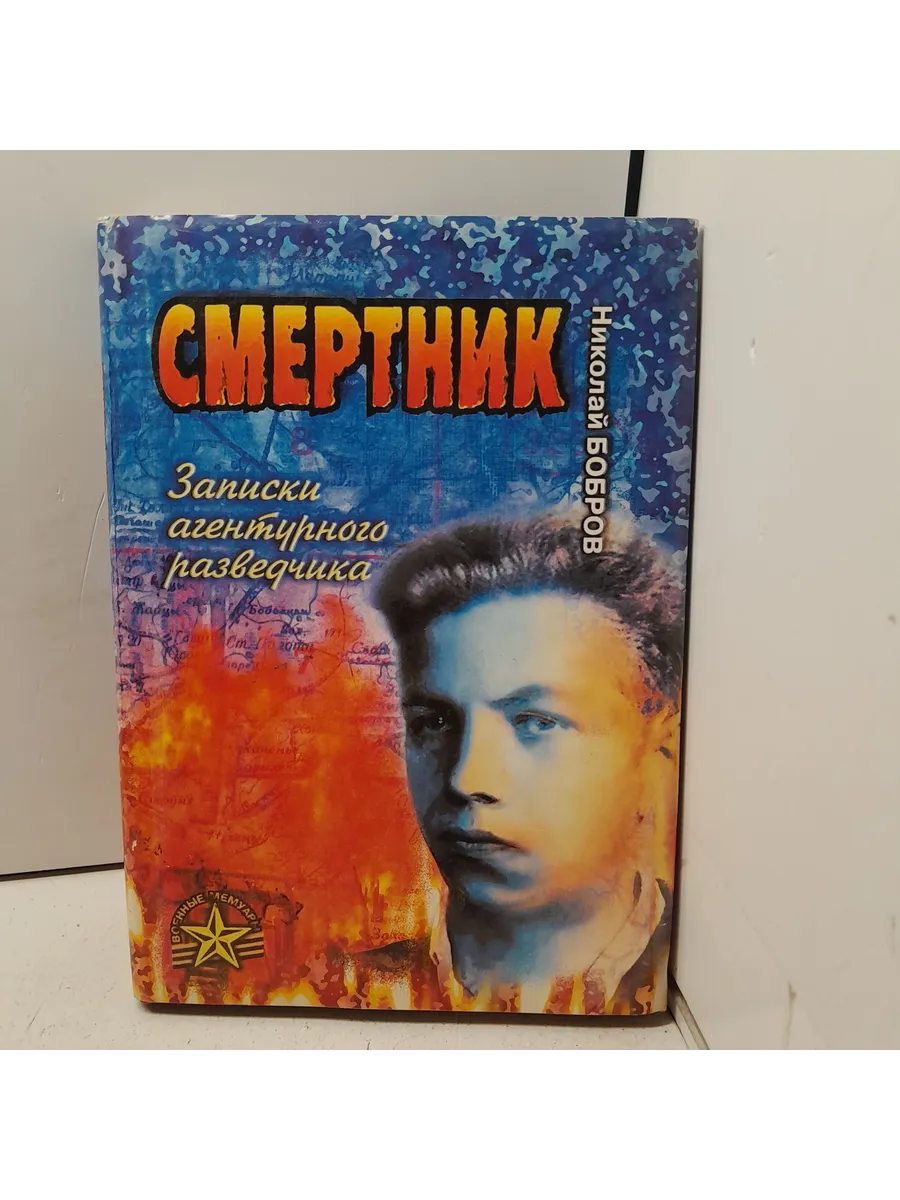 СМЕРТНИК
Николай БОБРОВ
Записки
агентурного
разведчика
ВОЕННЫЕ МЕМУАРЫ